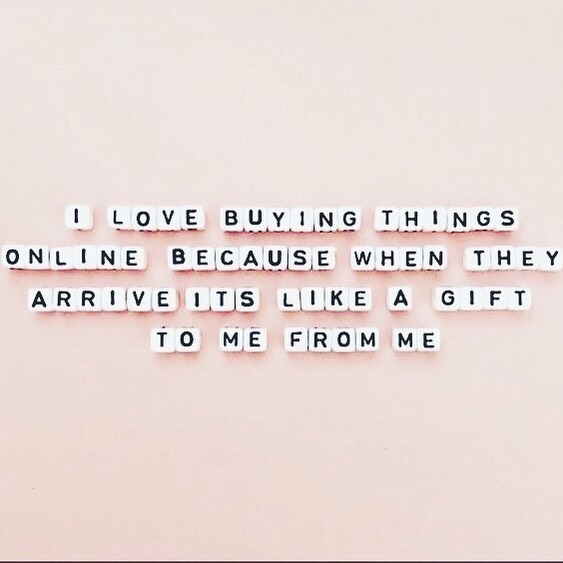 I LOVE BUYING THINGS
ONLINE BECAUSE WHEN THEY
ARRIVE ITS LIKE A GIFT
TO ME FROM ME